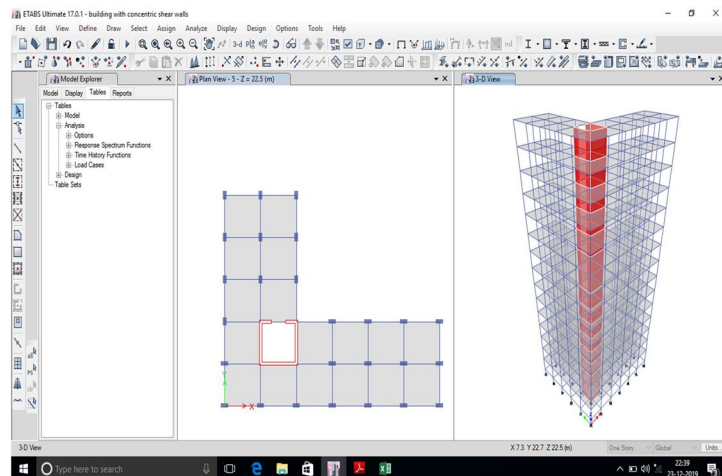 ETABS Ultimate 17.0.1 - building with concentric shear walls
File Edit View Define Draw Select Assign Analyze Display Design Options Tools Help
3-d
nd
Model Explorer
Plan View - 5 - Z = 22.5 (m)
3-D View
Model Display Tables Reports
Tables
Model
Analysis
Options
Response Spectrum Functions
Time History Functions
Load Cases
Design
Table Sets
Y
X
3-D View
X 7.3 Y 22.7 Z 22.5 (m)
One Story
Global
Units
Type here to search
22:39
23-12-2019